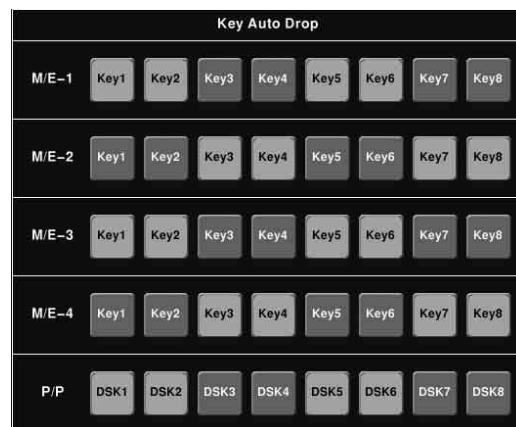 Key Auto Drop
M/E-1 Key1 Key2 Key3 Key4 Key5 Key6 Key7 Key8
M/E-2 Key1 Key2 Key3 Key4 Key5 Key6 Key7 Key8
M/E-3 Key1 Key2 Key3 Key4 Key5 Key6 Key7 Key8
M/E-4 Key1 Key2 Key3 Key4 Key5 Key6 Key7 Key8
P/P DSK1 DSK2 DSK3 DSK4 DSK5 DSK6 DSK7 DSK8